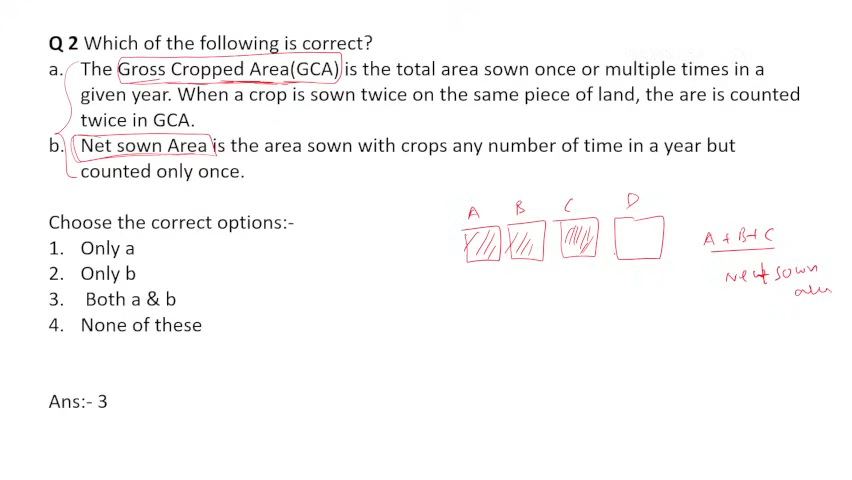 Q 2 Which of the following is correct?
a. The Gross Cropped Area(GCA) is the total area sown once or multiple times in a
given year. When a crop is sown twice on the same piece of land, the are is counted
twice in GCA.
b. Net sown Area is the area sown with crops any number of time in a year but
counted only once.
A B C D
A + B + C
Net sown
Choose the correct options:-
1. Only a
2. Only b
3. Both a & b
4. None of these
Ans:- 3